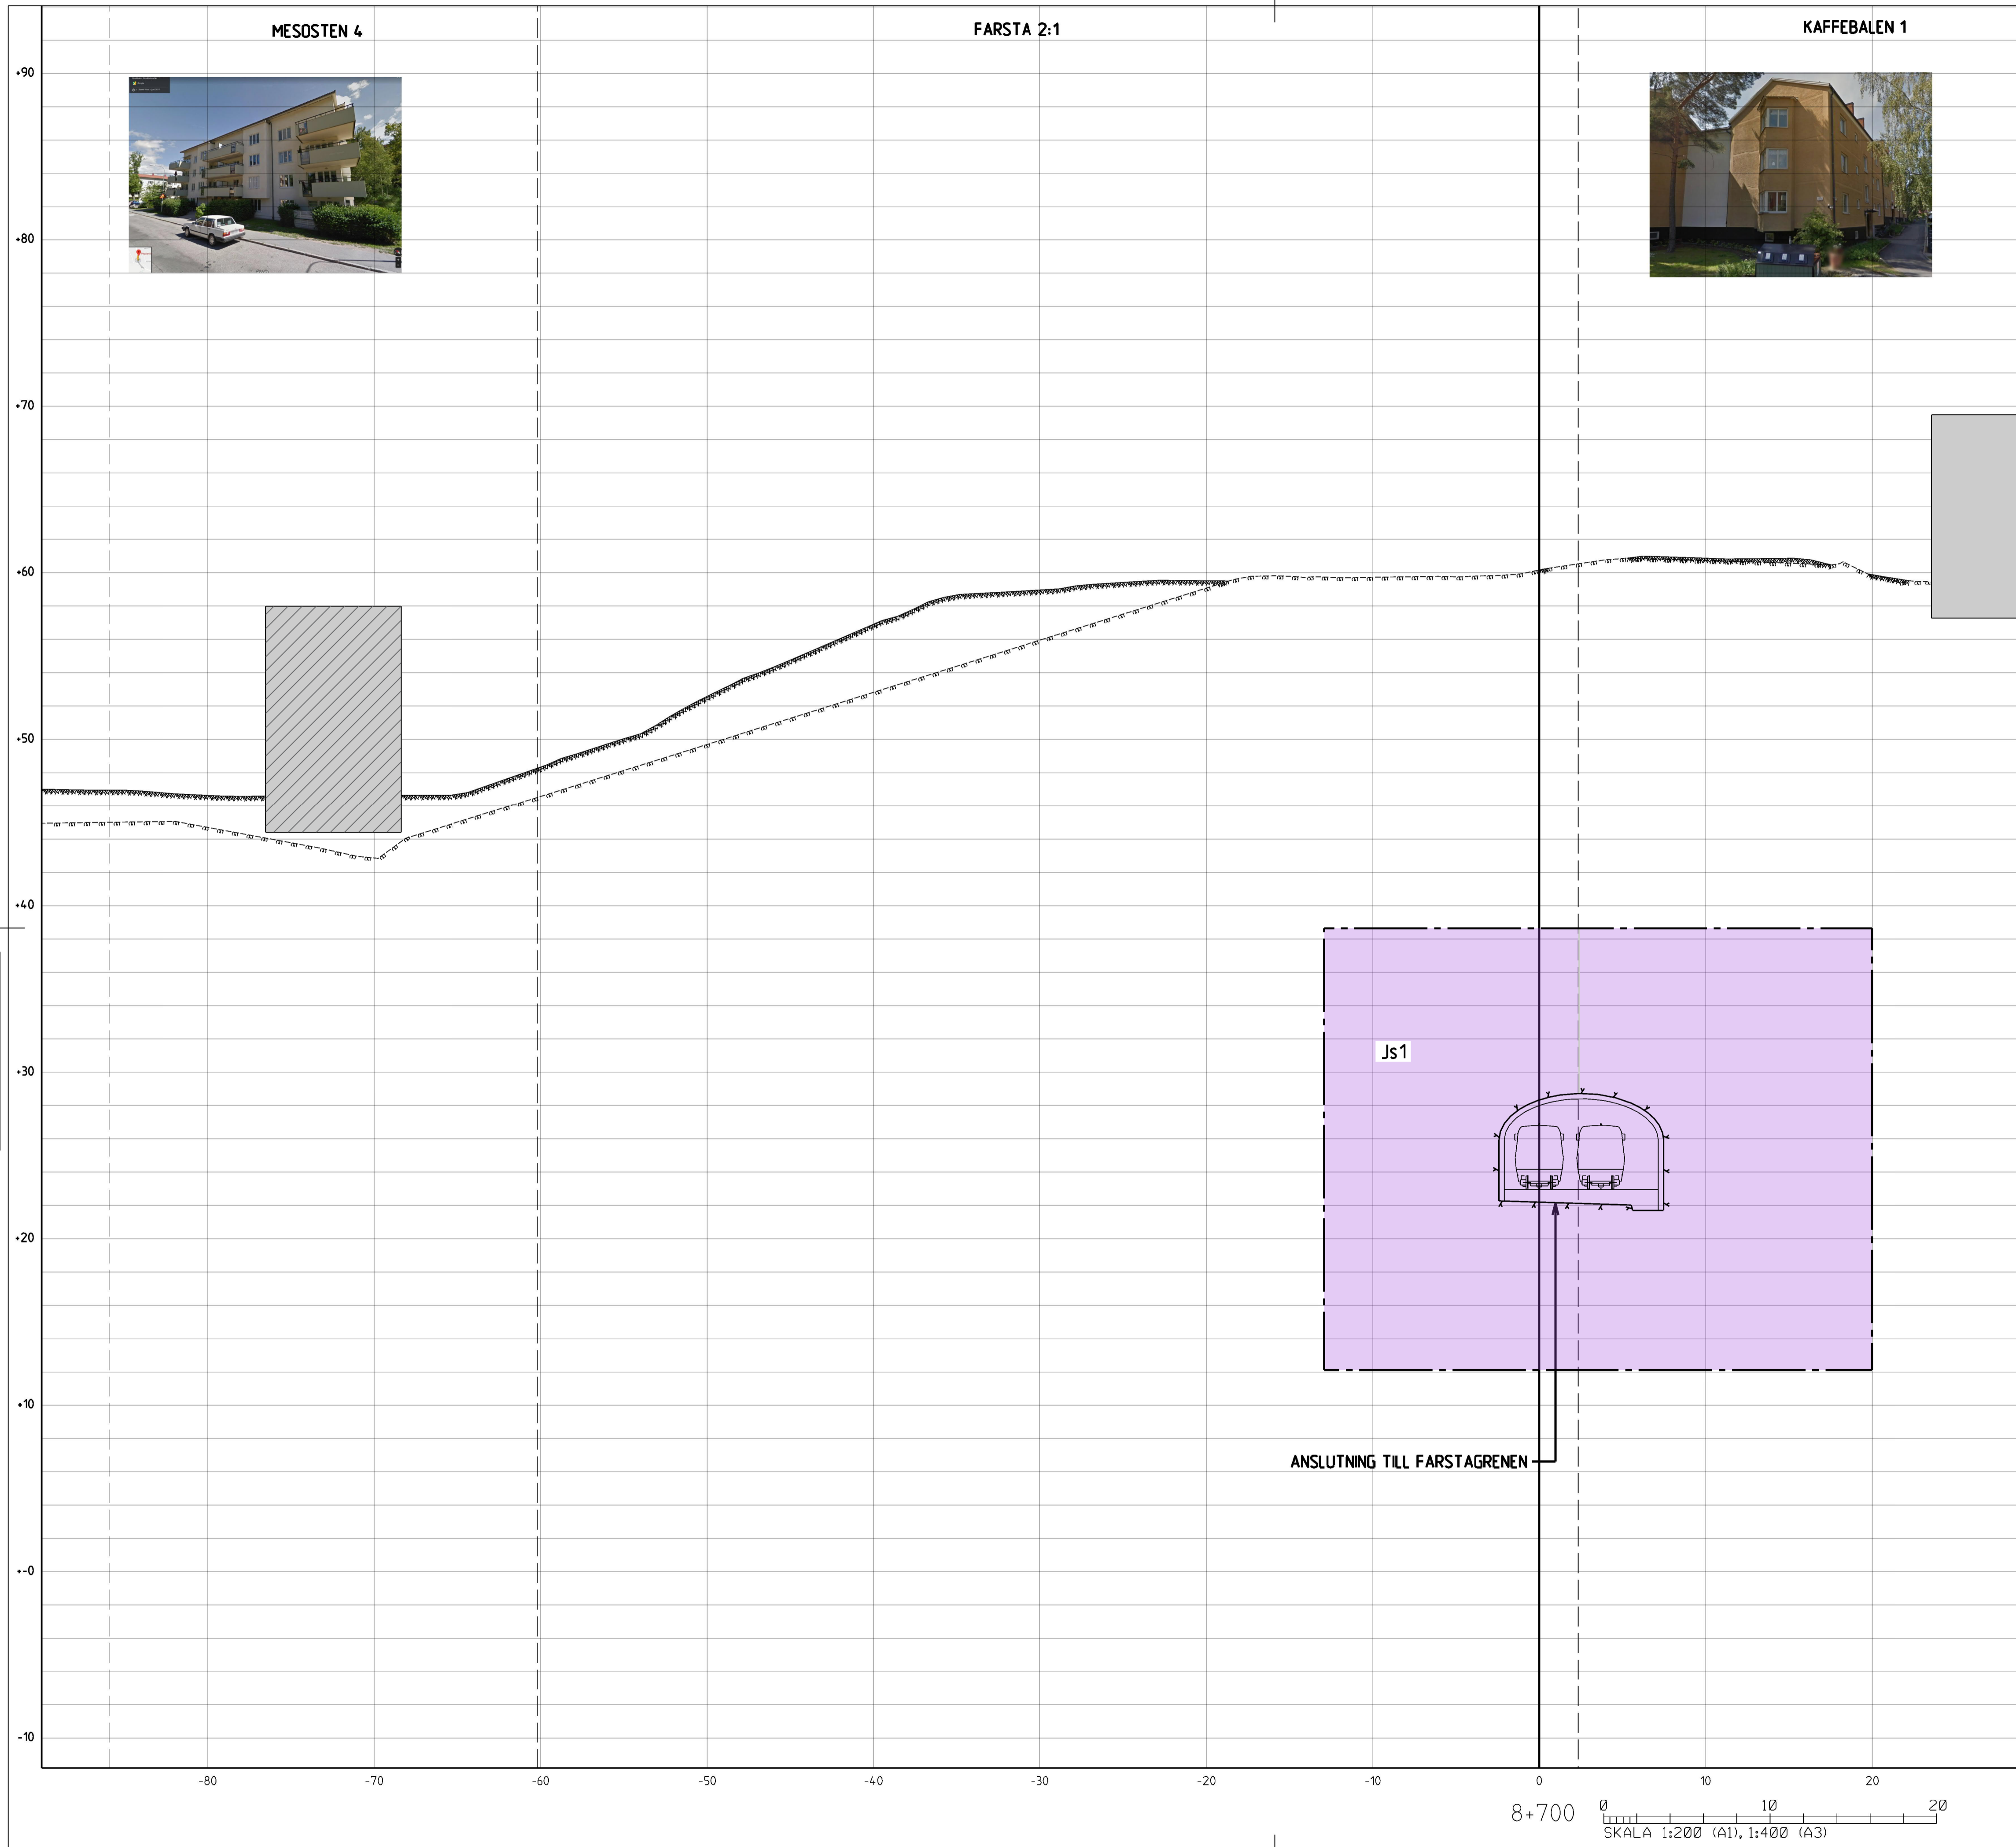 MESOSTEN 4
FARSTA 2:1
KAFFEBALEN 1
+90
+80
+70
+60
+50
+40
+30
+20
+10
+-0
-10
Js1
ANSLUTNING TILL FARSTAGRENEN
-80 -70 -60 -50 -40 -30 -20 -10 0 10 20
8+700
0 10 20
SKALA 1:200 (A1), 1:400 (A3)